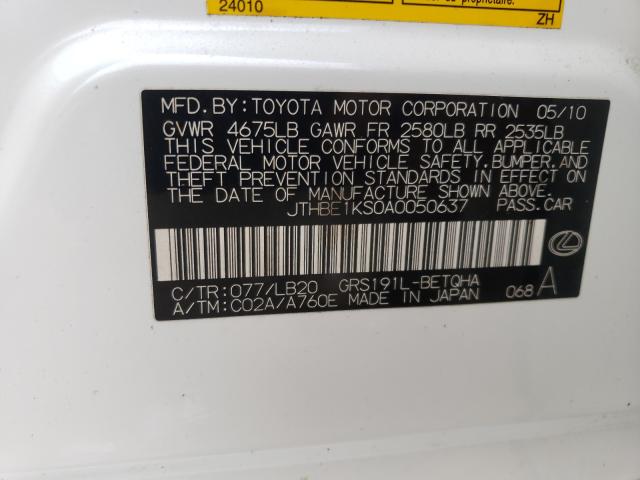 24010
du propriétaire.
ZH
MFD.BY:TOYOTA MOTOR CORPORATION 05/10
GVWR 4675LB GAWR FR 2580LB RR 2535LB
THIS VEHICLE CONFORMS TO ALL APPLICABLE
FEDERAL MOTOR VEHICLE SAFETY,BUMPER,AND
THEFT PREVENTION STANDARDS IN EFFECT ON
THE DATE OF MANUFACTURE SHOWN ABOVE.
JTHBE1KS0A0050637 PASS.CAR
C/TR:077/LB20 GRS191L-BETQHA
A/TM:C02A/A760E MADE IN JAPAN 068 A